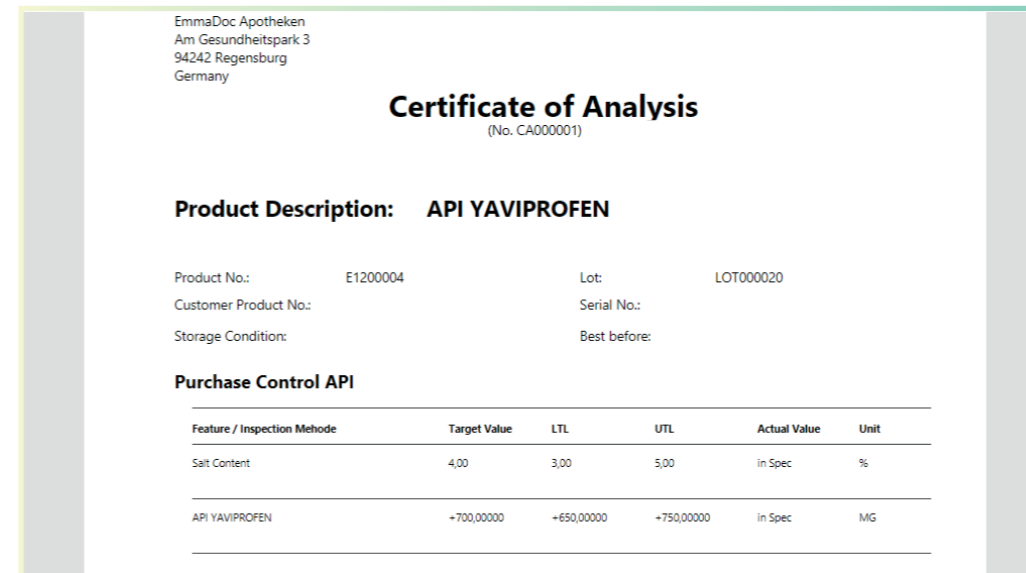 EmmaDoc Apotheken
Am Gesundheitspark 3
94242 Regensburg
Germany
Certificate of Analysis
(No. CA000001)
Product Description: API YAVIPROFEN
Product No.: E1200004 Lot: LOT000020
Customer Product No.: Serial No.:
Storage Condition: Best before:
Purchase Control API
Feature / Inspection Mehode Target Value LTL UTL Actual Value Unit
Salt Content 4,00 3,00 5,00 in Spec %
API YAVIPROFEN +700,00000 +650,00000 +750,00000 in Spec MG